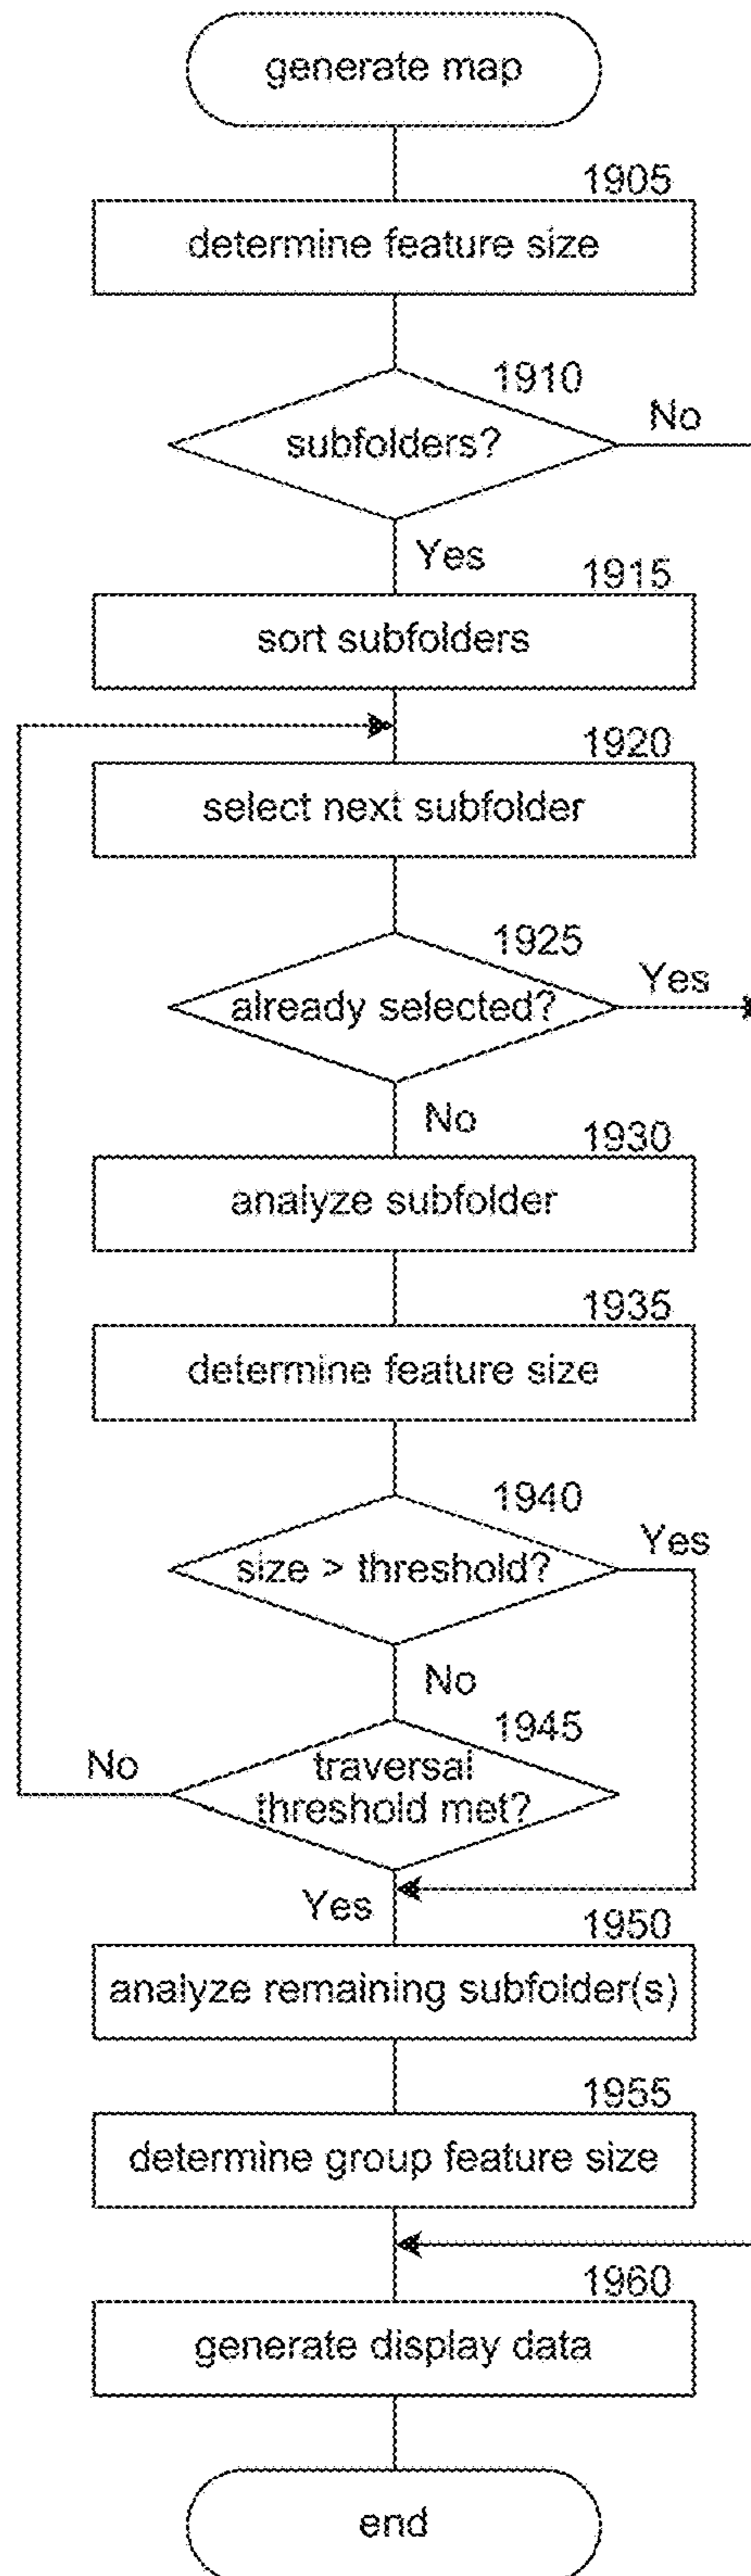 generate map
1905
determine feature size
1910
subfolders?
No
Yes
1915
sort subfolders
1920
select next subfolder
1925
already selected?
Yes
No
1930
analyze subfolder
1935
determine feature size
1940
size > threshold?
Yes
No
1945
No
traversal
threshold met?
Yes
1950
analyze remaining subfolder(s)
1955
determine group feature size
1960
generate display data
end